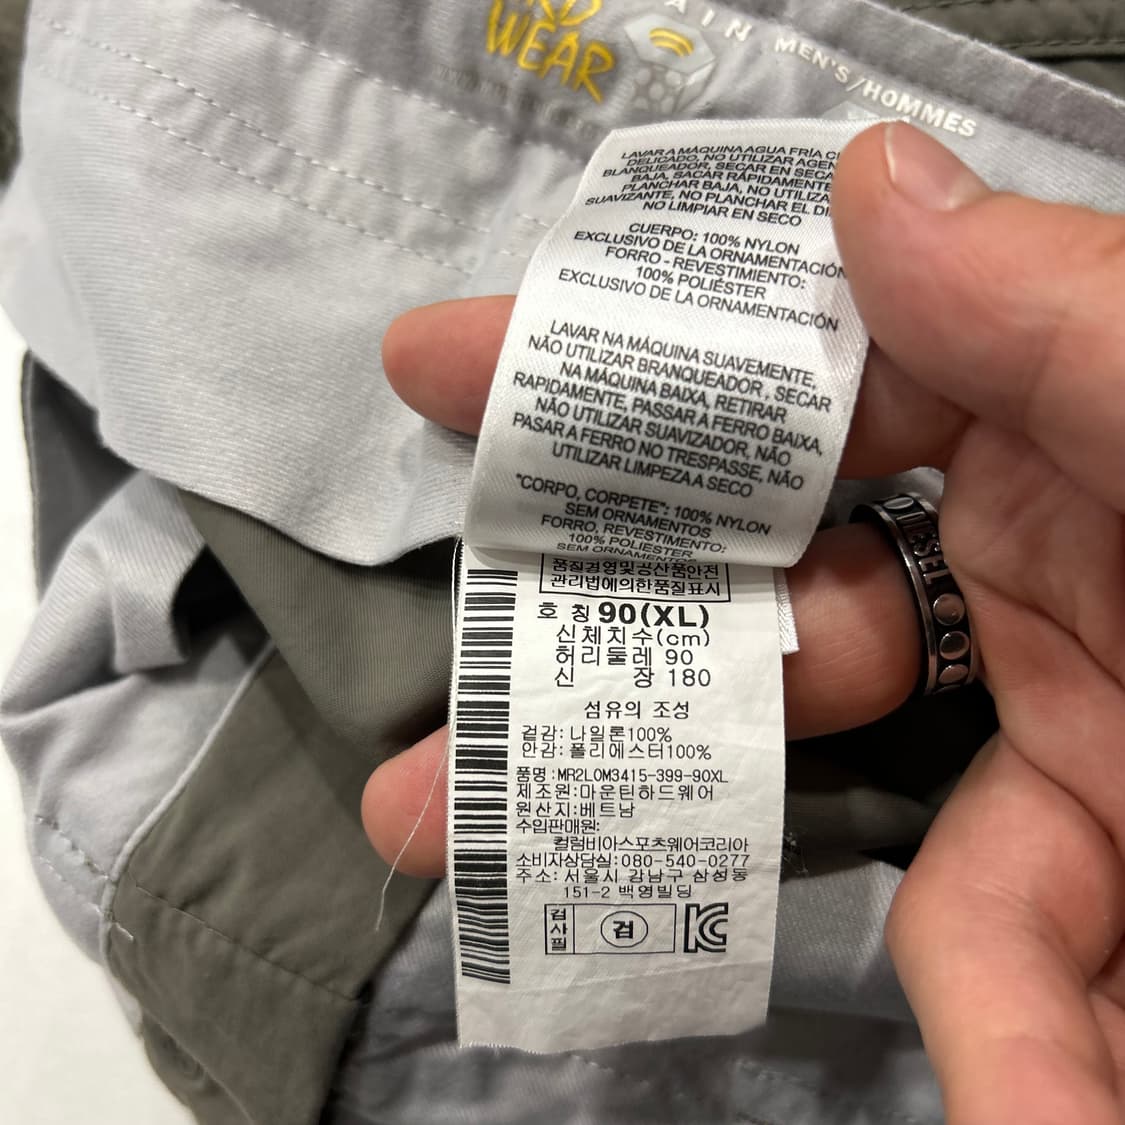 WEAR
AIN
MEN'S/HOMMES
LAVAR A MÁQUINA AGUA FRÍA
DELICADO, NO UTILIZAR
BLANQUEADOR, SECAR EN
BAJA, SACAR RÁPIDAMENTE
PLANCHAR BAJA, NO
SUAVIZANTE, NO PLANCHAR EL
NO LIMPIAR EN SECO
CUERPO: 100% NYLON
EXCLUSIVO DE LA ORNAMENTACIÓN
FORRO - REVESTIMIENTO:
100% POLIÉSTER
EXCLUSIVO DE LA ORNAMENTACIÓN
LAVAR NA MÁQUINA SUAVEMENTE,
NÃO UTILIZAR BRANQUEADOR , SECAR
NA MÁQUINA BAIXA, RETIRAR
RAPIDAMENTE, PASSAR Á FERRO BAIXA,
NÃO UTILIZAR SUAVIZADOR, NÃO
PASAR A FERRO NO TRESPASSE, NÃO
UTILIZAR LIMPEZA A SECO
"CORPO, CORPETE": 100% NYLON
SEM ORNAMENTOS
FORRO, REVESTIMENTO:
100% POLIESTER
SEM ORNAMENTOS
품질경영및공산품안전
관리법에의한품질표시
호 칭 90(XL)
신체치수(cm)
허리둘레 90
신 장 180
섬유의 조성
겉감: 나일론100%
안감: 폴리에스터100%
품명 :MR2L0M3415-399-90XL
제조원:마운틴하드웨어
원산지:베트남
수입판매원:
컬럼비아스포츠웨어코리아
소비자상담실:080-540-0277
주소: 서울시 강남구 삼성동
151-2 백영빌딩
검사필
검
KC
DIESEL